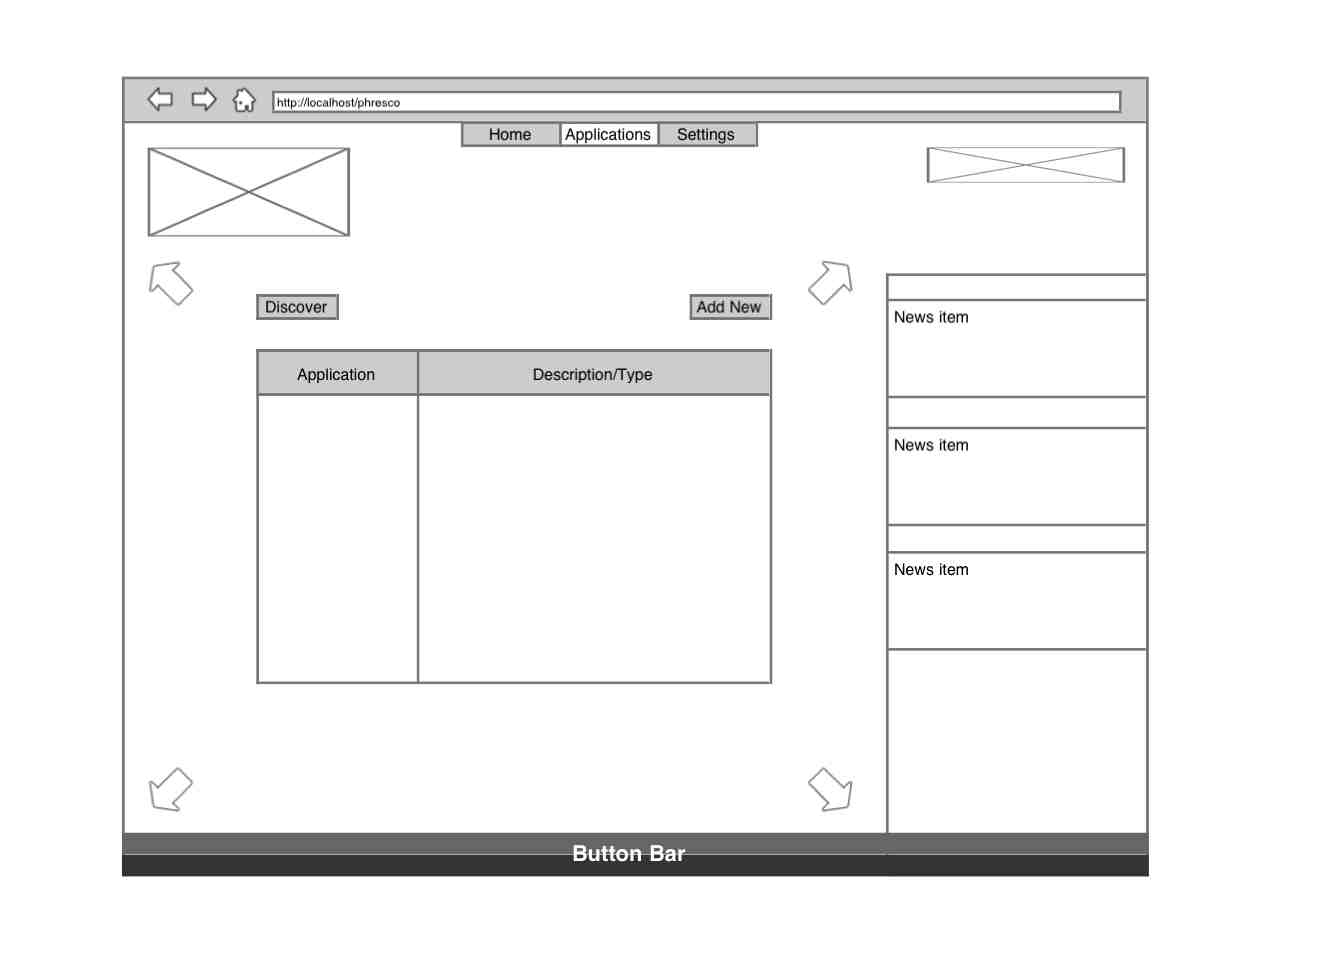 http://localhost/phresco
Home Applications Settings
Discover
Add New
Application Description/Type
News item
News item
News item
Button Bar